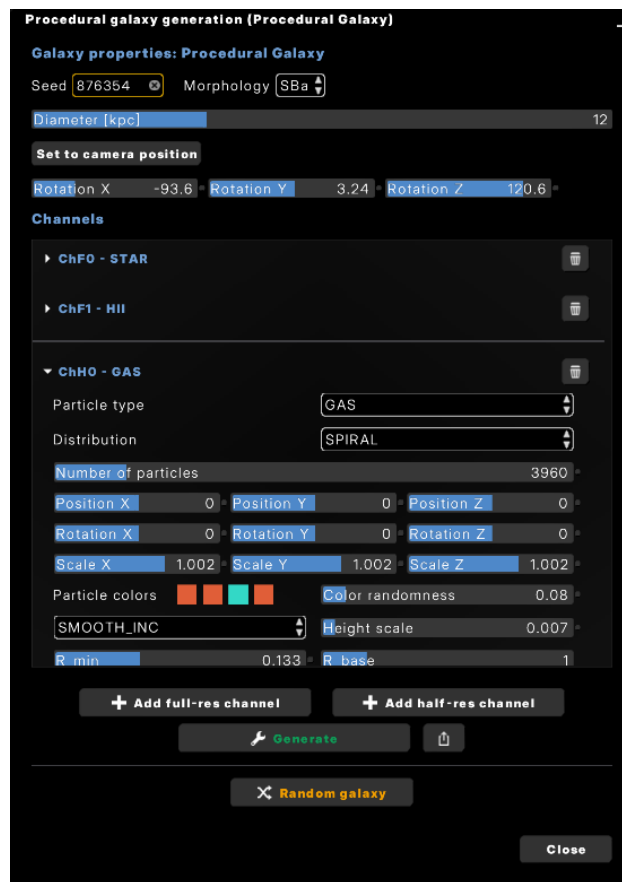 Procedural galaxy generation (Procedural Galaxy)
Galaxy properties: Procedural Galaxy
Seed 876354 Morphology SBa
Diameter [kpc] 12
Set to camera position
Rotation X -93.6 Rotation Y 3.24 Rotation Z 120.6
Channels
ChF0 - STAR
ChF1 - HII
ChH0 - GAS
Particle type GAS
Distribution SPIRAL
Number of particles 3960
Position X 0 Position Y 0 Position Z 0
Rotation X 0 Rotation Y 0 Rotation Z 0
Scale X 1.002 Scale Y 1.002 Scale Z 1.002
Particle colors Color randomness 0.08
SMOOTH_INC Height scale 0.007
R min 0.133 R base 1
Add full-res channel Add half-res channel
Generate
Random galaxy
Close